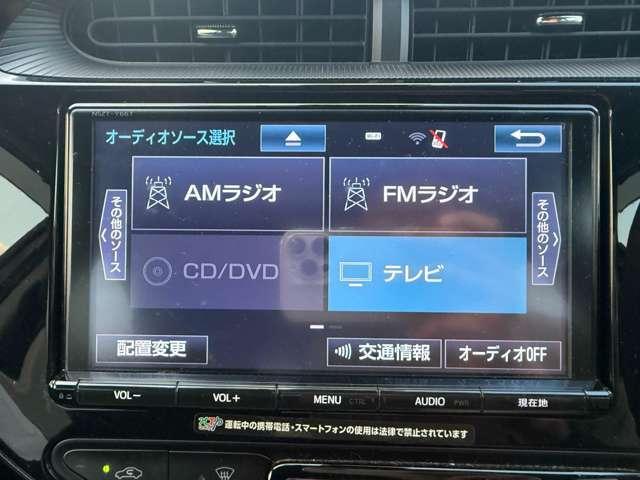 NSZT-Y66T
オーディオソース選択
Wi-Fi
AMラジオ
FMラジオ
その他のソース
その他のソース
CD/DVD
テレビ
配置変更
交通情報
オーディオOFF
VOL−
VOL+
MENU
CTRL
AUDIO
PWR
現在地
運転中の携帯電話・スマートフォンの使用は法律で禁止されています